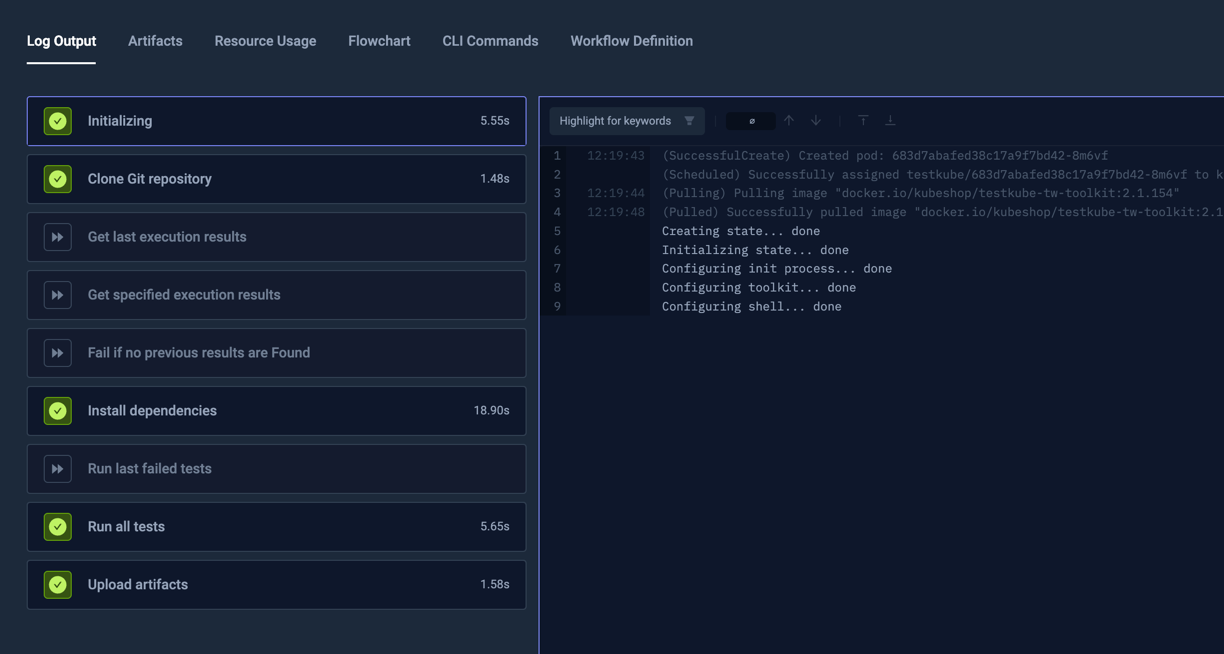 Log Output Artifacts Resource Usage Flowchart CLI Commands Workflow Definition
Initializing 5.55s
Clone Git repository 1.48s
Get last execution results
Get specified execution results
Fail if no previous results are Found
Install dependencies 18.90s
Run last failed tests
Run all tests 5.65s
Upload artifacts 1.58s
Highlight for keywords ø
1 12:19:43 (SuccessfulCreate) Created pod: 683d7abafed38c17a9f7bd42-8m6vf
2 (Scheduled) Successfully assigned testkube/683d7abafed38c17a9f7bd42-8m6vf to k
3 12:19:44 (Pulling) Pulling image "docker.io/kubeshop/testkube-tw-toolkit:2.1.154"
4 12:19:48 (Pulled) Successfully pulled image "docker.io/kubeshop/testkube-tw-toolkit:2.1
5 Creating state... done
6 Initializing state... done
7 Configuring init process... done
8 Configuring toolkit... done
9 Configuring shell... done